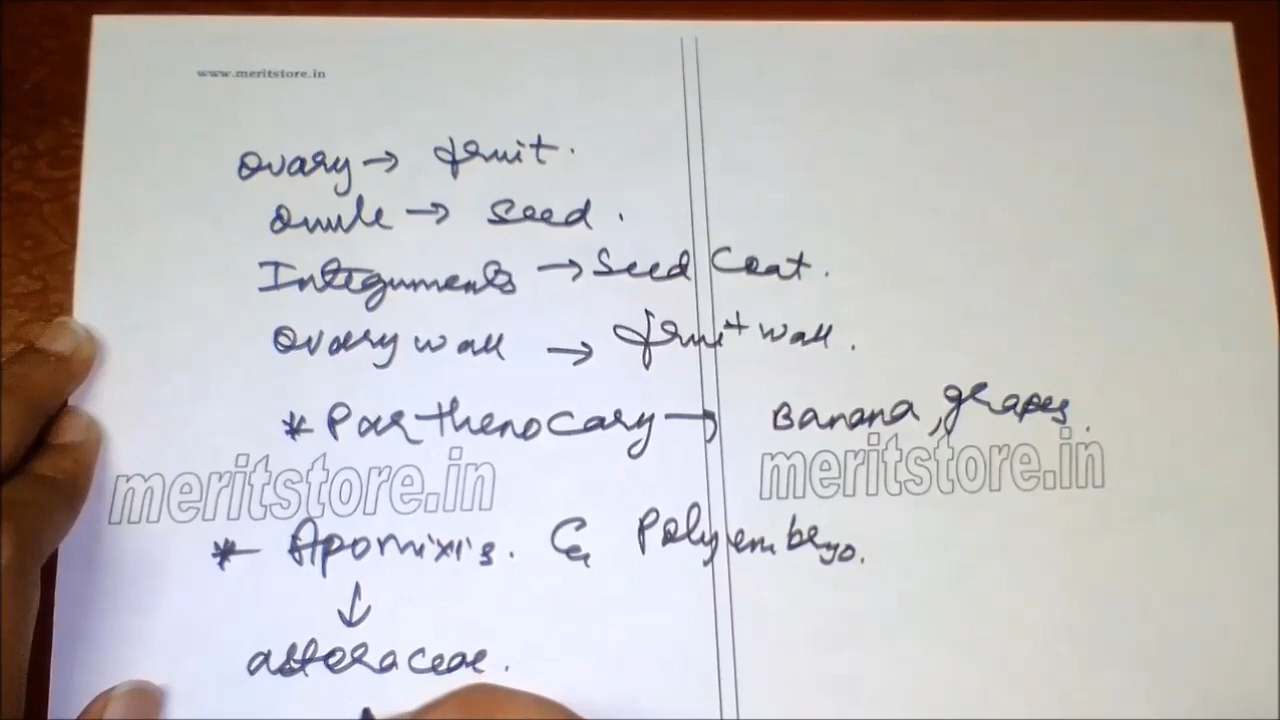 www.meritstore.in
Ovary → fruit.
Ovule → Seed.
Integuments → Seed Coat.
Ovary wall → fruit wall.
* Parthenocary → Banana, grapes.
meritstore.in meritstore.in
* Apomixis. & Polyembryo.
↓
asteraceae.